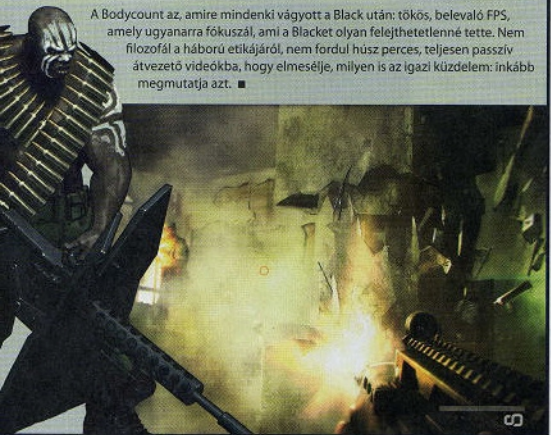 A Bodycount az, amire mindenki vágyott a Black után: tökös, belevaló FPS,
amely ugyanarra fókuszál, ami a Blacket olyan felejthetetlenné tette. Nem
filozofál a háború etikájáról, nem fordul húsz perces, teljesen passzív
átvezető videókba, hogy elmesélje, milyen is az igazi küzdelem: inkább
megmutatja azt. ■